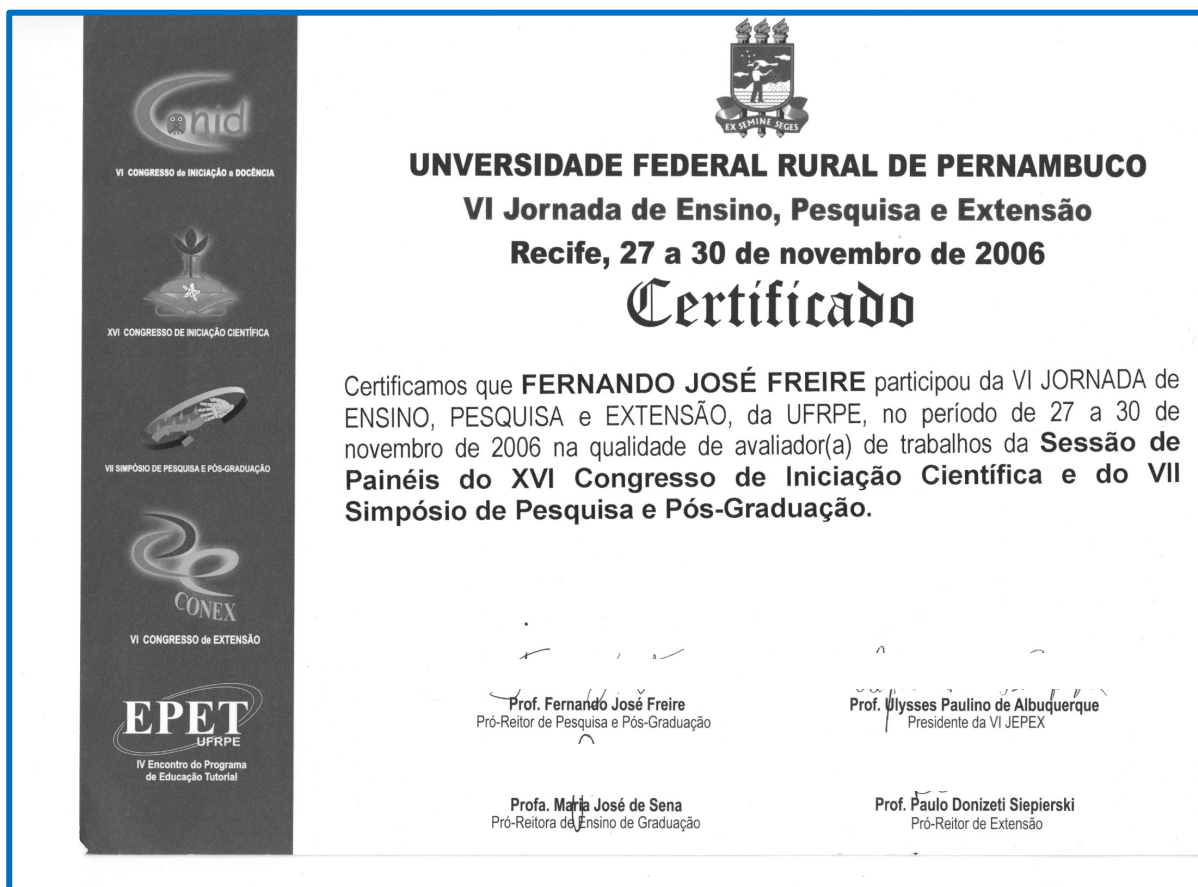 Conid
VI CONGRESSO de INICIAÇÃO a DOCÊNCIA
XVI CONGRESSO DE INICIAÇÃO CIENTÍFICA
VII SIMPÓSIO DE PESQUISA E PÓS-GRADUAÇÃO
CONEX
VI CONGRESSO de EXTENSÃO
EPET
UFRPE
IV Encontro do Programa
de Educação Tutorial
EX SEMINE SEGES
UNVERSIDADE FEDERAL RURAL DE PERNAMBUCO
VI Jornada de Ensino, Pesquisa e Extensão
Recife, 27 a 30 de novembro de 2006
Certificado
Certificamos que FERNANDO JOSÉ FREIRE participou da VI JORNADA de
ENSINO, PESQUISA e EXTENSÃO, da UFRPE, no período de 27 a 30 de
novembro de 2006 na qualidade de avaliador(a) de trabalhos da Sessão de
Painéis do XVI Congresso de Iniciação Científica e do VII
Simpósio de Pesquisa e Pós-Graduação.
Prof. Fernando José Freire
Pró-Reitor de Pesquisa e Pós-Graduação
Prof. Ulysses Paulino de Albuquerque
Presidente da VI JEPEX
Profa. Maria José de Sena
Pró-Reitora de Ensino de Graduação
Prof. Paulo Donizeti Siepierski
Pró-Reitor de Extensão